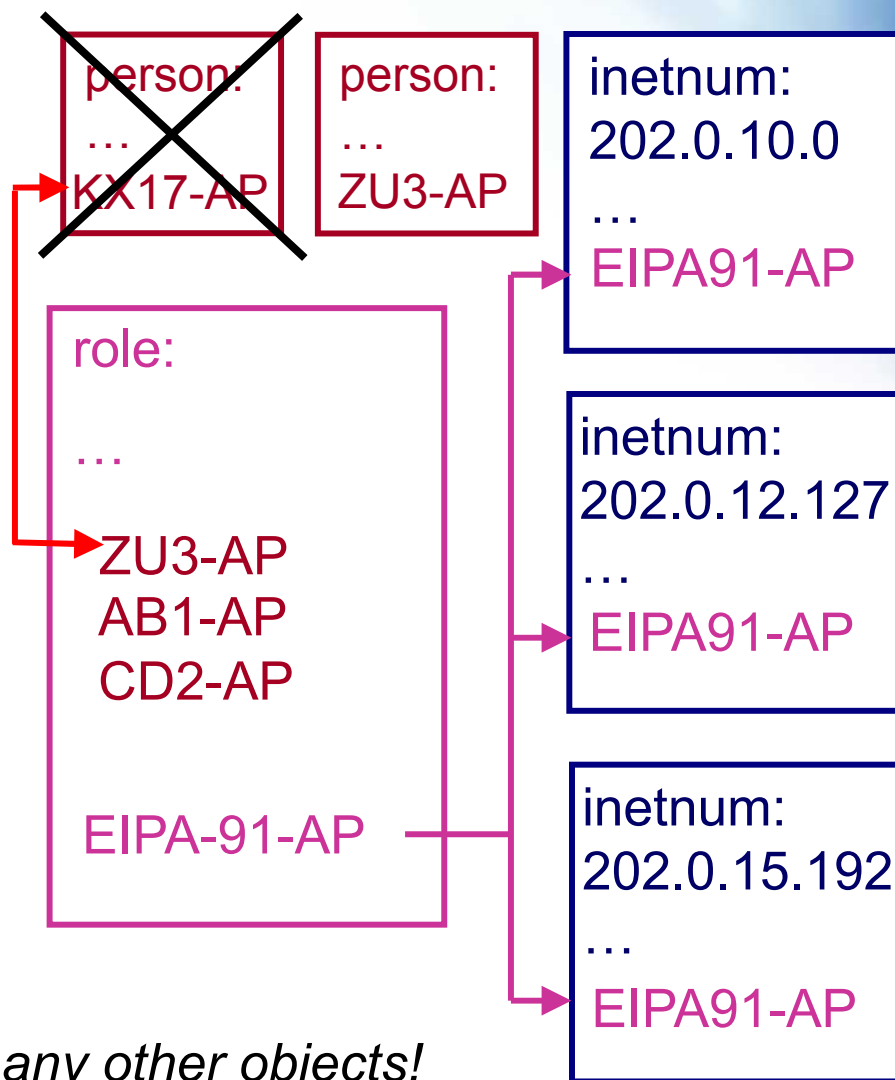 person:
…
KX17-AP
person:
…
ZU3-AP
role:
…
ZU3-AP
AB1-AP
CD2-AP
EIPA-91-AP
inetnum:
202.0.10.0
…
EIPA91-AP
inetnum:
202.0.12.127
…
EIPA91-AP
inetnum:
202.0.15.192
…
EIPA91-AP
any other objects!